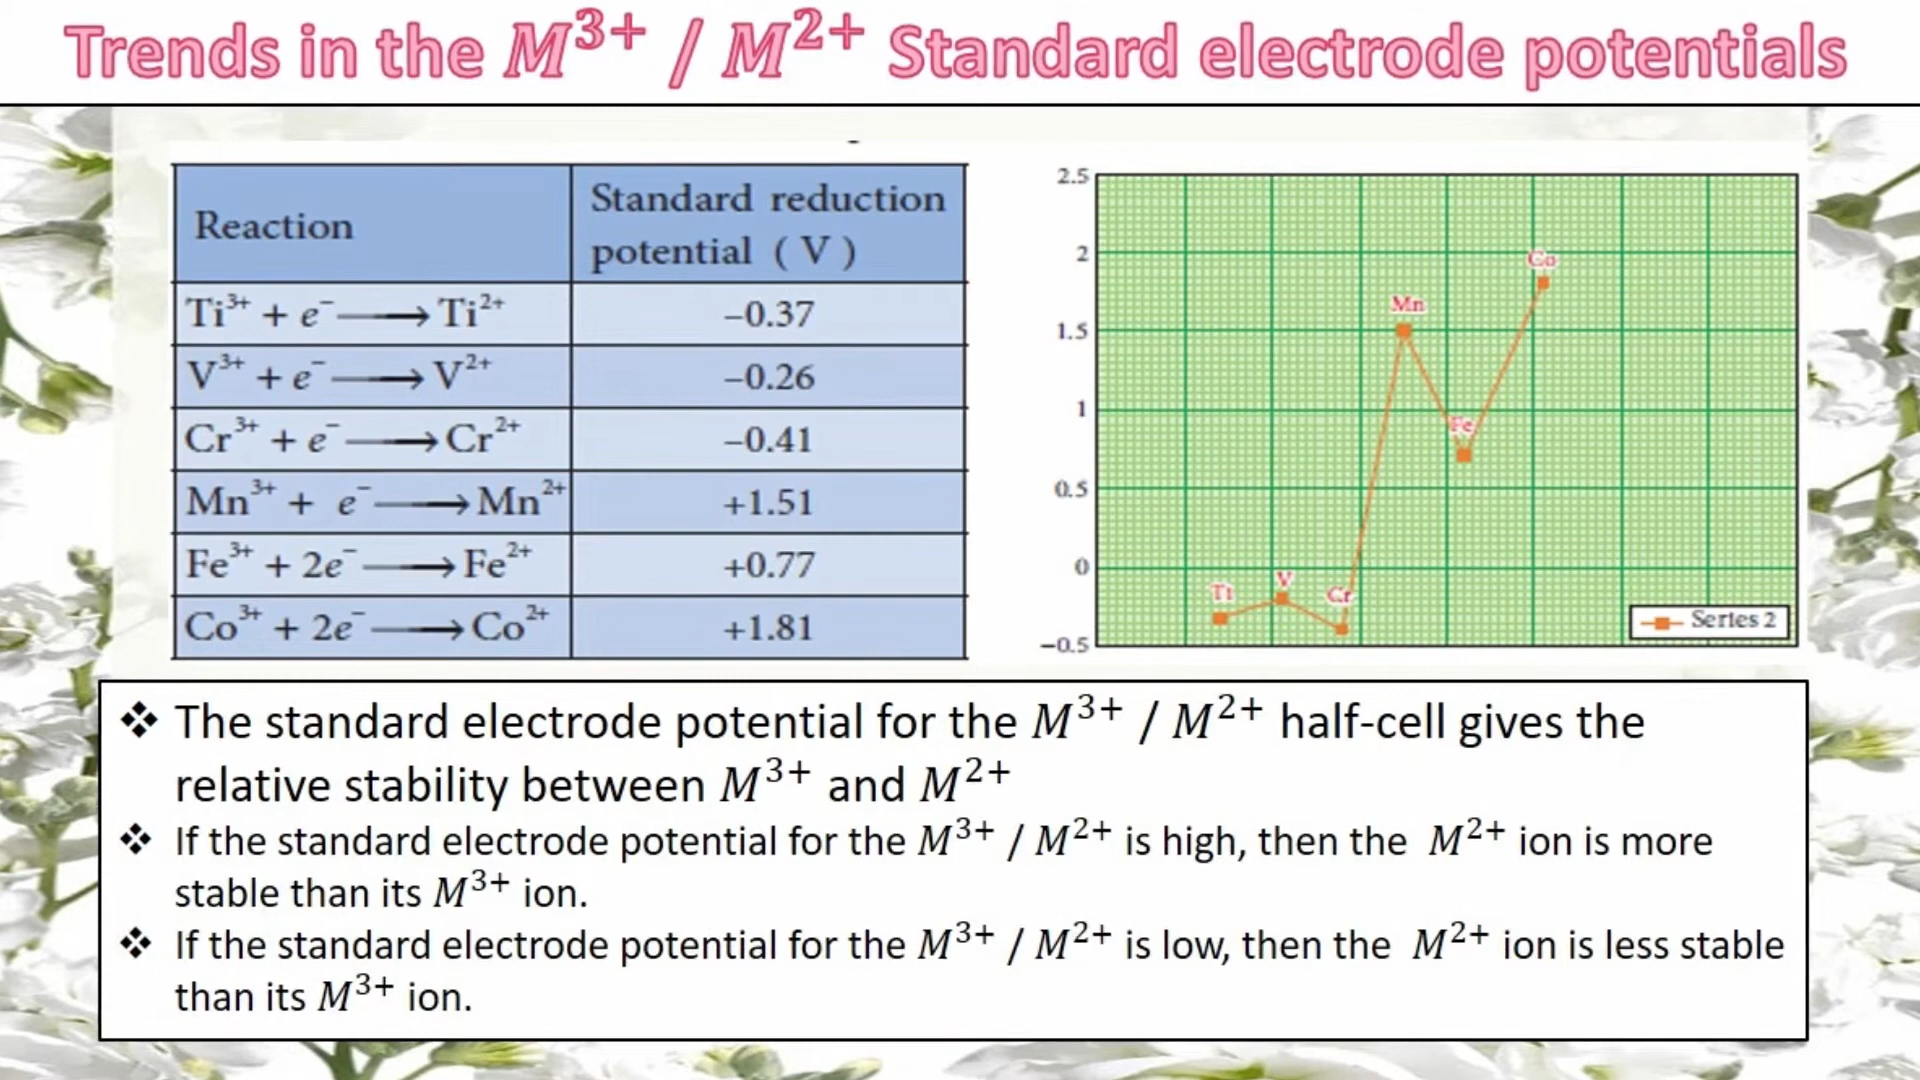 Trends in the M³⁺ / M²⁺ Standard electrode potentials
Reaction
Standard reduction
potential ( V )
Ti³⁺ + e⁻ ⟶ Ti²⁺
−0.37
V³⁺ + e⁻ ⟶ V²⁺
−0.26
Cr³⁺ + e⁻ ⟶ Cr²⁺
−0.41
Mn³⁺ + e⁻ ⟶ Mn²⁺
+1.51
Fe³⁺ + 2e⁻ ⟶ Fe²⁺
+0.77
Co³⁺ + 2e⁻ ⟶ Co²⁺
+1.81
2.5
2
1.5
1
0.5
0
−0.5
Ti
V
Cr
Mn
Fe
Co
Series 2
❖ The standard electrode potential for the M³⁺ / M²⁺ half-cell gives the
relative stability between M³⁺ and M²⁺
❖ If the standard electrode potential for the M³⁺ / M²⁺ is high, then the M²⁺ ion is more
stable than its M³⁺ ion.
❖ If the standard electrode potential for the M³⁺ / M²⁺ is low, then the M²⁺ ion is less stable
than its M³⁺ ion.